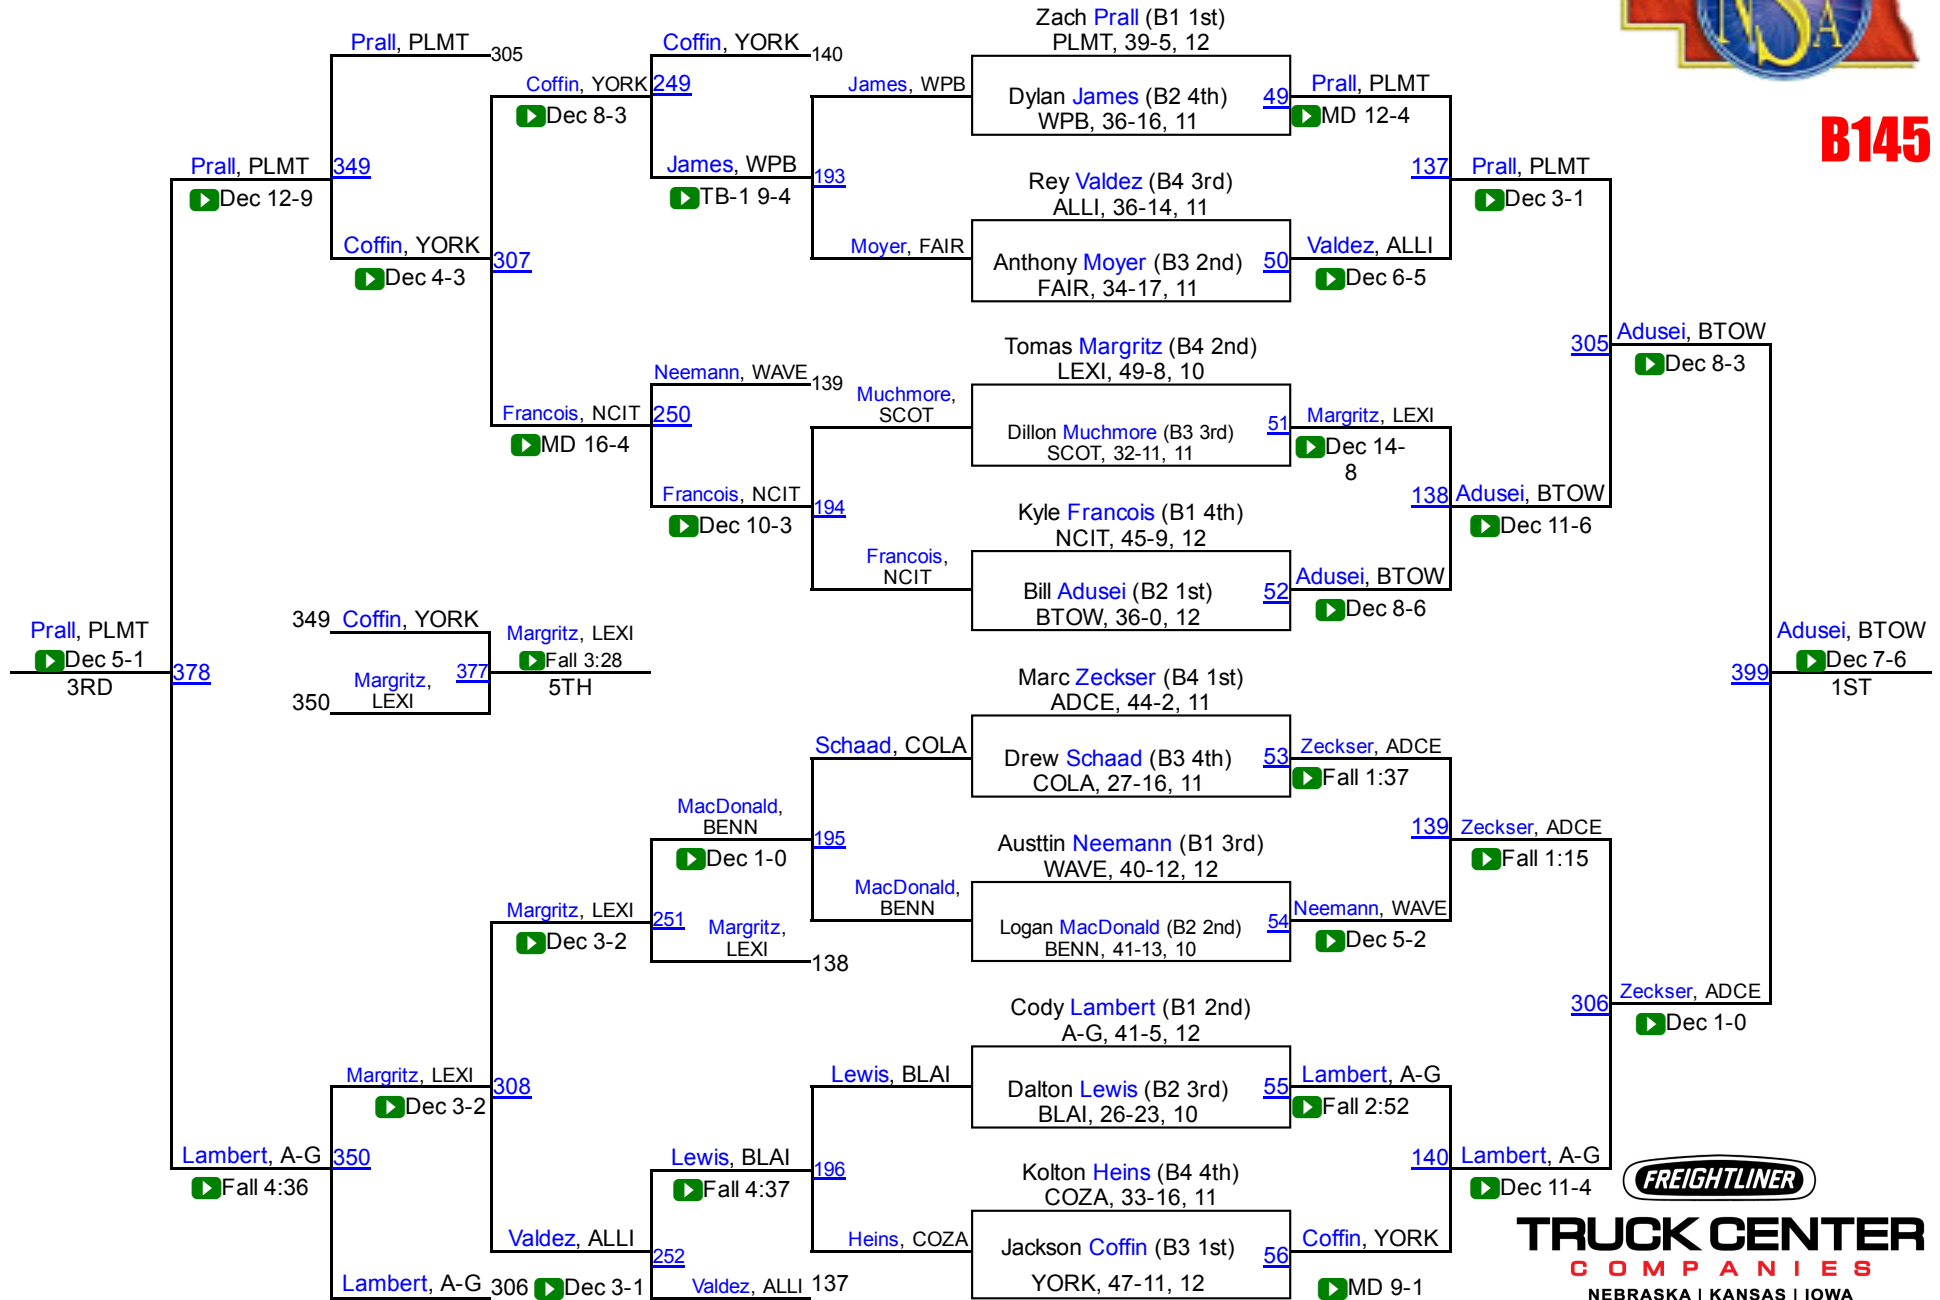 NSA
B145
Prall, PLMT
305
Coffin, YORK
Dec 8-3
Coffin, YORK
140
249
James, WPB
TB-1 9-4
Prall, PLMT
Dec 12-9
349
Coffin, YORK
Dec 4-3
307
James, WPB
193
Moyer, FAIR
Neemann, WAVE
139
Francois, NCIT
MD 16-4
250
Francois, NCIT
Dec 10-3
Muchmore,
SCOT
194
Francois,
NCIT
Prall, PLMT
Dec 5-1
3RD
378
349
Coffin, YORK
Margritz,
LEXI
350
377
Margritz, LEXI
Fall 3:28
5TH
Schaad, COLA
MacDonald,
BENN
Dec 1-0
195
MacDonald,
BENN
Margritz, LEXI
Dec 3-2
251
Margritz,
LEXI
138
Margritz, LEXI
Dec 3-2
308
Lambert, A-G
Fall 4:36
350
Lewis, BLAI
Lewis, BLAI
Fall 4:37
196
Heins, COZA
Valdez, ALLI
Dec 3-1
252
Lambert, A-G
306
Valdez, ALLI
137
Zach Prall (B1 1st)
PLMT, 39-5, 12
Dylan James (B2 4th)
WPB, 36-16, 11
49
Rey Valdez (B4 3rd)
ALLI, 36-14, 11
Anthony Moyer (B3 2nd)
FAIR, 34-17, 11
50
Tomas Margritz (B4 2nd)
LEXI, 49-8, 10
Dillon Muchmore (B3 3rd)
SCOT, 32-11, 11
51
Kyle Francois (B1 4th)
NCIT, 45-9, 12
Bill Adusei (B2 1st)
BTOW, 36-0, 12
52
Marc Zeckser (B4 1st)
ADCE, 44-2, 11
Drew Schaad (B3 4th)
COLA, 27-16, 11
53
Austtin Neemann (B1 3rd)
WAVE, 40-12, 12
Logan MacDonald (B2 2nd)
BENN, 41-13, 10
54
Cody Lambert (B1 2nd)
A-G, 41-5, 12
Dalton Lewis (B2 3rd)
BLAI, 26-23, 10
55
Kolton Heins (B4 4th)
COZA, 33-16, 11
Jackson Coffin (B3 1st)
YORK, 47-11, 12
56
Prall, PLMT
MD 12-4
137
Valdez, ALLI
Dec 6-5
Prall, PLMT
Dec 3-1
Margritz, LEXI
Dec 14-
8
138
Adusei, BTOW
Dec 8-6
Adusei, BTOW
Dec 11-6
305
Adusei, BTOW
Dec 8-3
Zeckser, ADCE
Fall 1:37
139
Neemann, WAVE
Dec 5-2
Zeckser, ADCE
Fall 1:15
Lambert, A-G
Fall 2:52
140
Coffin, YORK
MD 9-1
Lambert, A-G
Dec 11-4
306
Zeckser, ADCE
Dec 1-0
399
Adusei, BTOW
Dec 7-6
1ST
FREIGHTLINER
TRUCK CENTER
COMPANIES
NEBRASKA | KANSAS | IOWA